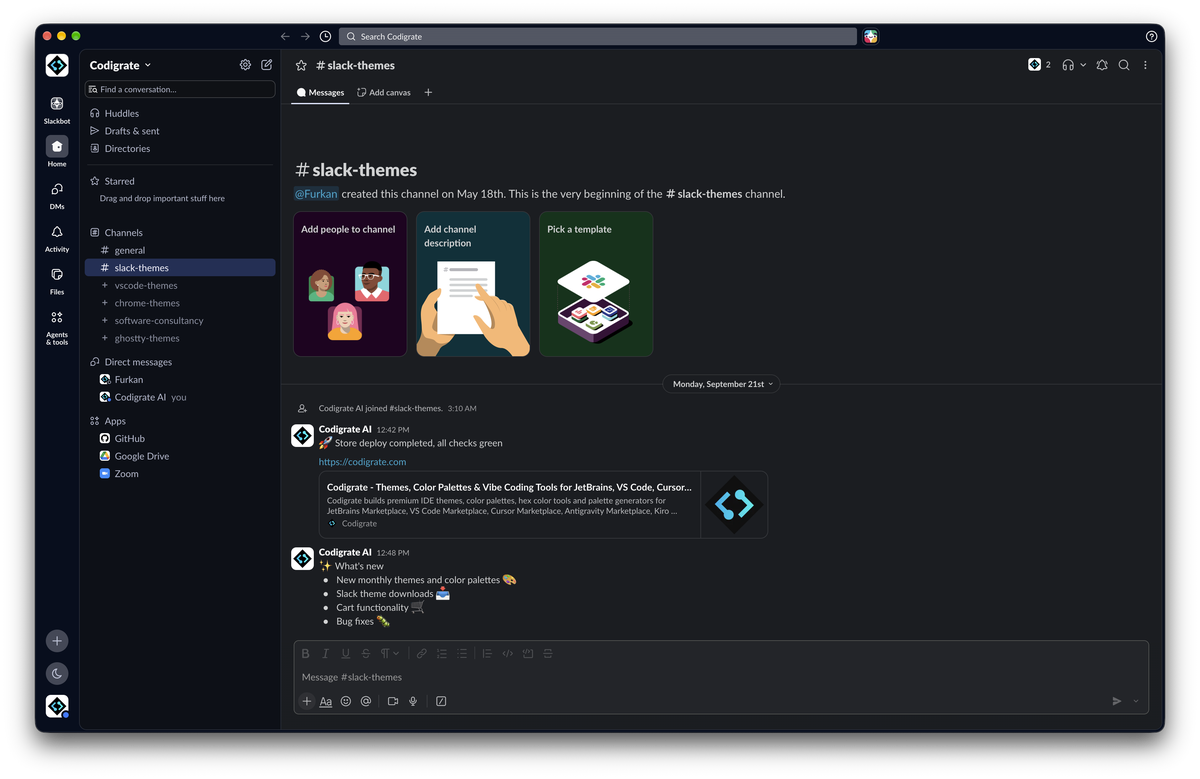 Search Codigrate
Codigrate
Find a conversation...
Slackbot
Home
DMs
Activity
Files
Agents
& tools
Huddles
Drafts & sent
Directories
Starred
Drag and drop important stuff here
Channels
# general
# slack-themes
+ vscode-themes
+ chrome-themes
+ software-consultancy
+ ghostty-themes
Direct messages
Furkan
Codigrate AI you
Apps
GitHub
Google Drive
Zoom
# slack-themes
2
Messages
Add canvas
# slack-themes
@Furkan created this channel on May 18th. This is the very beginning of the # slack-themes channel.
Add people to channel
Add channel
description
Pick a template
Monday, September 21st
Codigrate AI joined #slack-themes. 3:10 AM
Codigrate AI 12:42 PM
🚀 Store deploy completed, all checks green
https://codigrate.com
Codigrate - Themes, Color Palettes & Vibe Coding Tools for JetBrains, VS Code, Cursor...
Codigrate builds premium IDE themes, color palettes, hex color tools and palette generators for
JetBrains Marketplace, VS Code Marketplace, Cursor Marketplace, Antigravity Marketplace, Kiro ...
Codigrate
Codigrate AI 12:48 PM
✨ What's new
• New monthly themes and color palettes 🎨
• Slack theme downloads 📥
• Cart functionality 🛒
• Bug fixes 🐛
Message #slack-themes
Aa